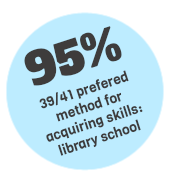 95%
39/41 prefered
method for
acquiring skills:
library school